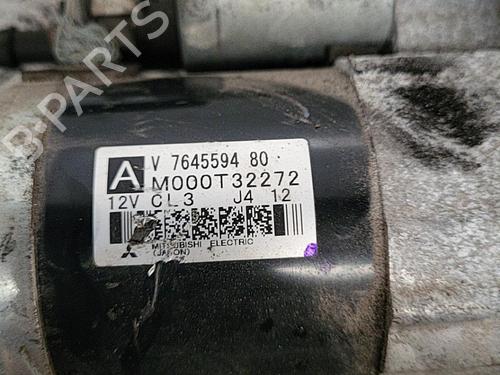 B-PARTS
A V 7645594 80
M000T32272
12V CL3 J4 12
MITSUBISHI ELECTRIC
(JAPAN)